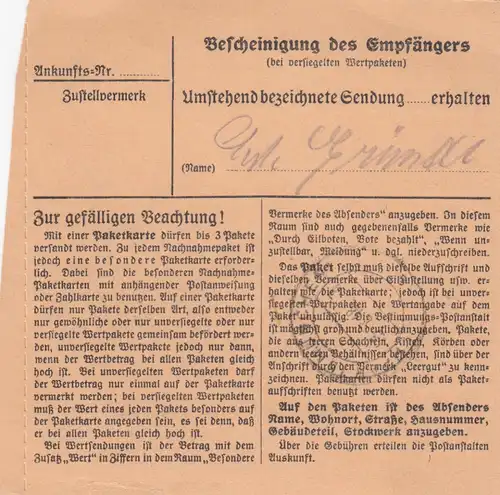 Ankunfts-Nr.
Zustellvermerk
Bescheinigung des Empfängers
(bei versiegelten Wertpaketen)
Umstehend bezeichnete Sendung ...... erhalten
(Name)
Zur gefälligen Beachtung!
Mit einer Paketkarte dürfen bis 3 Pakete
versandt werden. Zu jedem Nachnahmepaket ist
jedoch eine besondere Paketkarte erforder-
lich. Dabei sind die besonderen Nachnahme-
Paketkarten mit anhängender Postanweisung
oder Zahlkarte zu benutzen. Auf einer Paketkarte
dürfen nur Pakete derselben Art, also entwe-
der nur gewöhnliche oder nur unversiegelte oder nur
versiegelte Wertpakete gemeinsam befördert wer-
den, unversiegelte Wertpakete jedoch nur dann,
wenn der Wertbetrag bei allen Paketen gleich
hoch ist. Bei unversiegelten Wertpaketen darf
der Wertbetrag nur einmal auf der Paketkarte
vermerkt werden; bei versiegelten Wertpaketen
muß der Wert eines jeden Pakets besonders auf
der Paketkarte angegeben sein, es sei denn, daß
er bei allen Paketen gleich hoch ist.
Bei Wertsendungen ist der Betrag mit dem
Zusatz „Wert" in Ziffern in dem Raum „Besondere
Vermerke des Absenders" anzugeben. In diesem
Raum sind auch gegebenenfalls Vermerke wie
„Durch Eilboten, Bote bezahlt", „Wenn un-
zustellbar, Meldung" u. dgl. niederzuschreiben.
Das Paket selbst muß dieselbe Aufschrift und
dieselben Vermerke über Eilzustellung usw. er-
halten wie die Paketkarte; jedoch ist bei unver-
siegelten Wertpaketen die Wertangabe auf dem
Paket unzulässig. Die Bestimmungs-Postanstalt
ist möglichst groß und deutlich anzugeben. Pakete,
die aus leeren Schachteln, Kisten, Körben oder
anderen leeren Behältnissen bestehen, sind über der
Anschrift durch den Vermerk „Leergut" zu kenn-
zeichnen. Paketkarten dürfen nicht als Paket-
aufschriften benutzt werden.
Auf den Paketen ist des Absenders
Name, Wohnort, Straße, Hausnummer,
Gebäudeteil, Stockwerk anzugeben.
Über die Gebühren erteilen die Postanstalten
Auskunft.